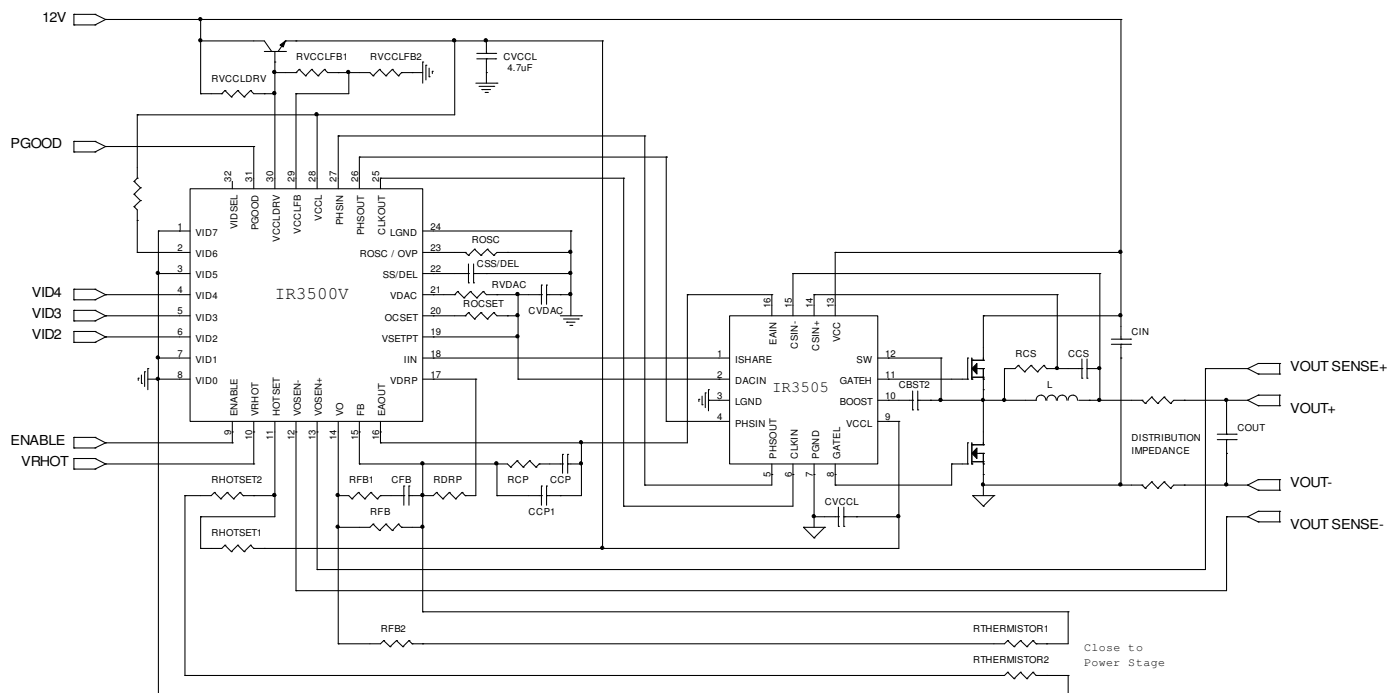 12V
RVCCLFB1
RVCCLFB2
CVCCL
4.7uF
RVCCLDRV
PGOOD
32
31
30
29
28
27
26
25
VIDSEL
PGOOD
VCCLDRV
VCCLFB
VCCL
PHSIN
PHSOUT
CLKOUT
1
VID7
LGND
24
2
VID6
ROSC / OVP
23
ROSC
3
VID5
SS/DEL
22
CSS/DEL
VID4
4
VID4
IR3500V
VDAC
21
RVDAC
CVDAC
VID3
5
VID3
OCSET
20
ROCSET
VID2
6
VID2
VSETPT
19
7
VID1
IIN
18
8
VID0
VDRP
17
ENABLE
VRHOT
HOTSET
VOSEN-
VOSEN+
VO
FB
EAOUT
9
10
11
12
13
14
15
16
ENABLE
VRHOT
16
15
14
13
EAIN
CSIN-
CSIN+
VCC
1
ISHARE
SW
12
2
DACIN
IR3505
GATEH
11
3
LGND
BOOST
10
4
PHSIN
VCCL
9
PHSOUT
CLKIN
PGND
GATEL
5
6
7
8
CBST2
CVCCL
CIN
RCS
CCS
L
DISTRIBUTION
IMPEDANCE
COUT
VOUT SENSE+
VOUT+
VOUT-
VOUT SENSE-
RHOTSET2
RHOTSET1
RFB1
CFB
RDRP
RFB
RCP
CCP
CCP1
RFB2
RTHERMISTOR1
RTHERMISTOR2
Close to
Power Stage